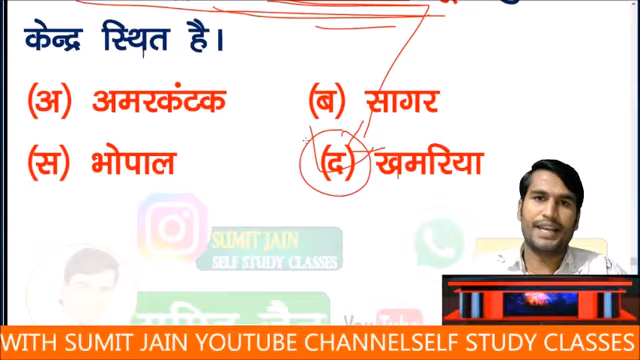 केन्द्र स्थित है।
(अ) अमरकंटक (ब) सागर
(स) भोपाल (द) खमरिया
SUMIT JAIN
SELF STUDY CLASSES
WITH SUMIT JAIN YOUTUBE CHANNELSELF STUDY CLASSES